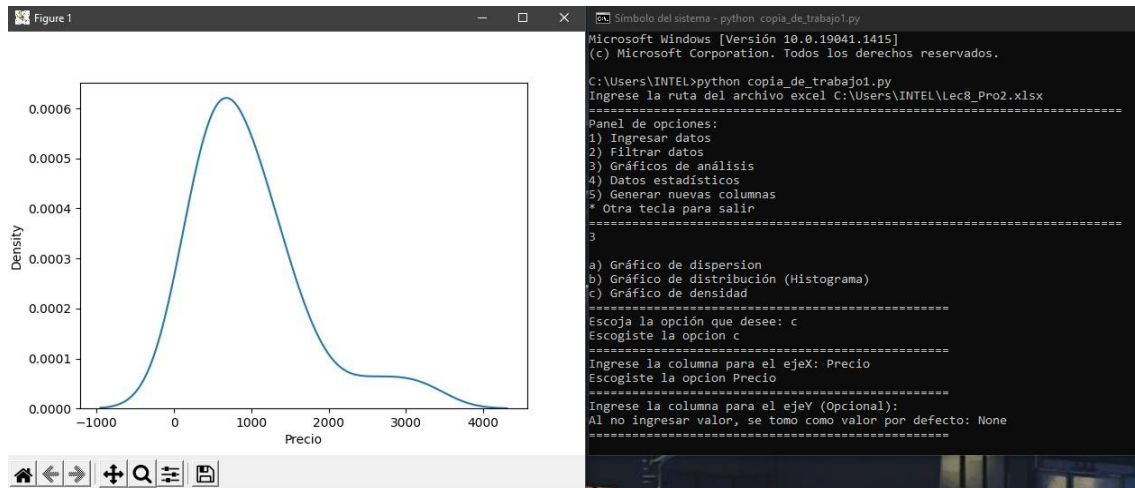 Figure 1
0.0006
0.0005
0.0004
0.0003
0.0002
0.0001
0.0000
Density
−1000 0 1000 2000 3000 4000
Precio
Símbolo del sistema - python copia_de_trabajo1.py
Microsoft Windows [Versión 10.0.19041.1415]
(c) Microsoft Corporation. Todos los derechos reservados.
C:\Users\INTEL>python copia_de_trabajo1.py
Ingrese la ruta del archivo excel C:\Users\INTEL\Lec8_Pro2.xlsx
==========================================================================
Panel de opciones:
1) Ingresar datos
2) Filtrar datos
3) Gráficos de análisis
4) Datos estadísticos
5) Generar nuevas columnas
* Otra tecla para salir
==========================================================================
3
a) Gráfico de dispersion
b) Gráfico de distribución (Histograma)
c) Gráfico de densidad
==================================================
Escoja la opción que desee: c
Escogiste la opcion c
==================================================
Ingrese la columna para el ejeX: Precio
Escogiste la opcion Precio
==================================================
Ingrese la columna para el ejeY (Opcional):
Al no ingresar valor, se tomo como valor por defecto: None
==================================================